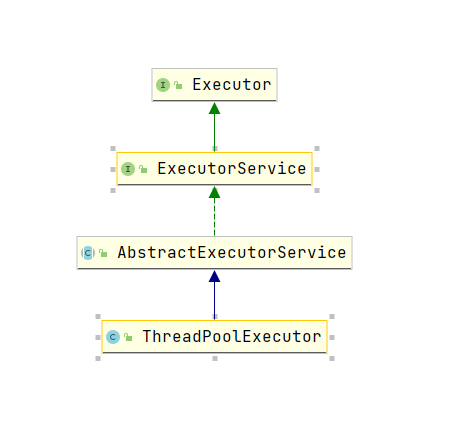 I Executor
I ExecutorService
C AbstractExecutorService
C ThreadPoolExecutor